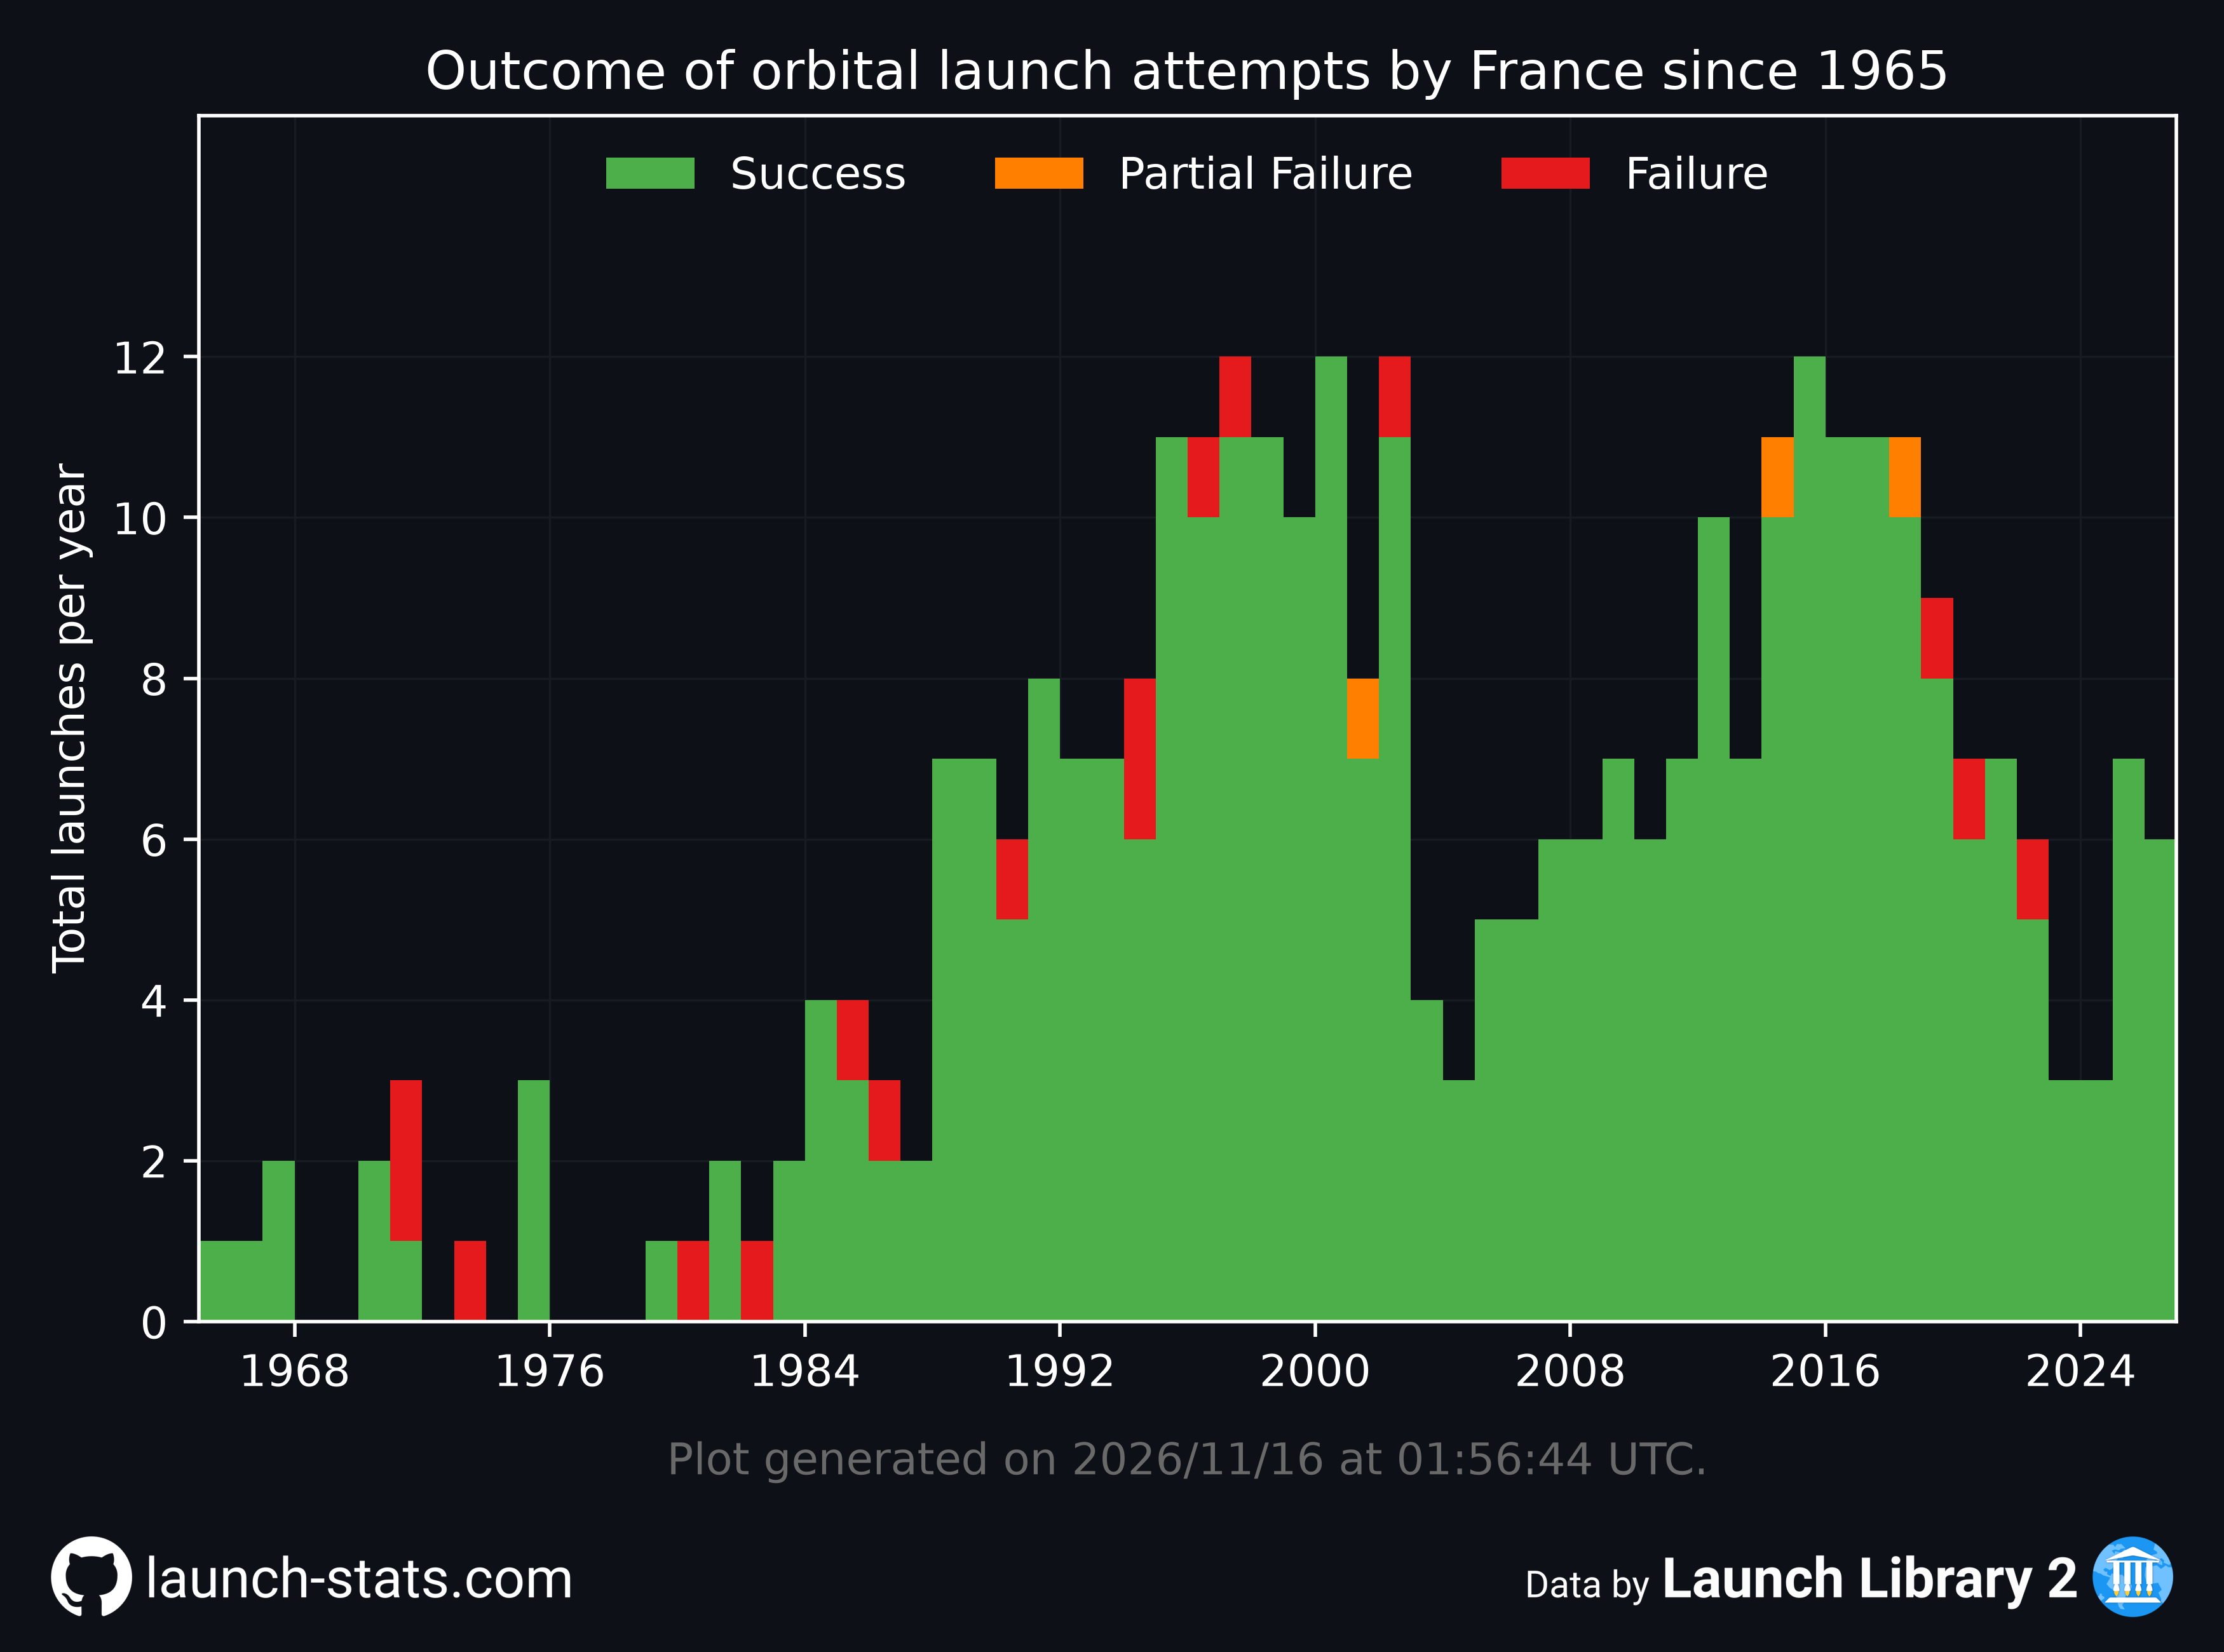 Outcome of orbital launch attempts by France since 1965
Success Partial Failure Failure
Total launches per year
12
10
8
6
4
2
0
1968 1976 1984 1992 2000 2008 2016 2024
Plot generated on 2026/11/16 at 01:56:44 UTC.
launch-stats.com
Data by Launch Library 2